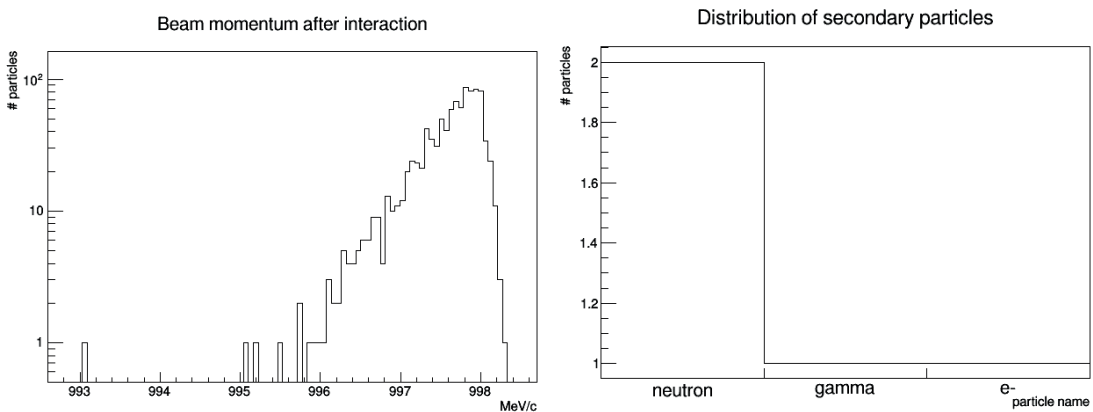 Beam momentum after interaction
# particles
10²
10
1
993 994 995 996 997 998
MeV/c
Distribution of secondary particles
# particles
2
1.8
1.6
1.4
1.2
1
neutron gamma e-
particle name